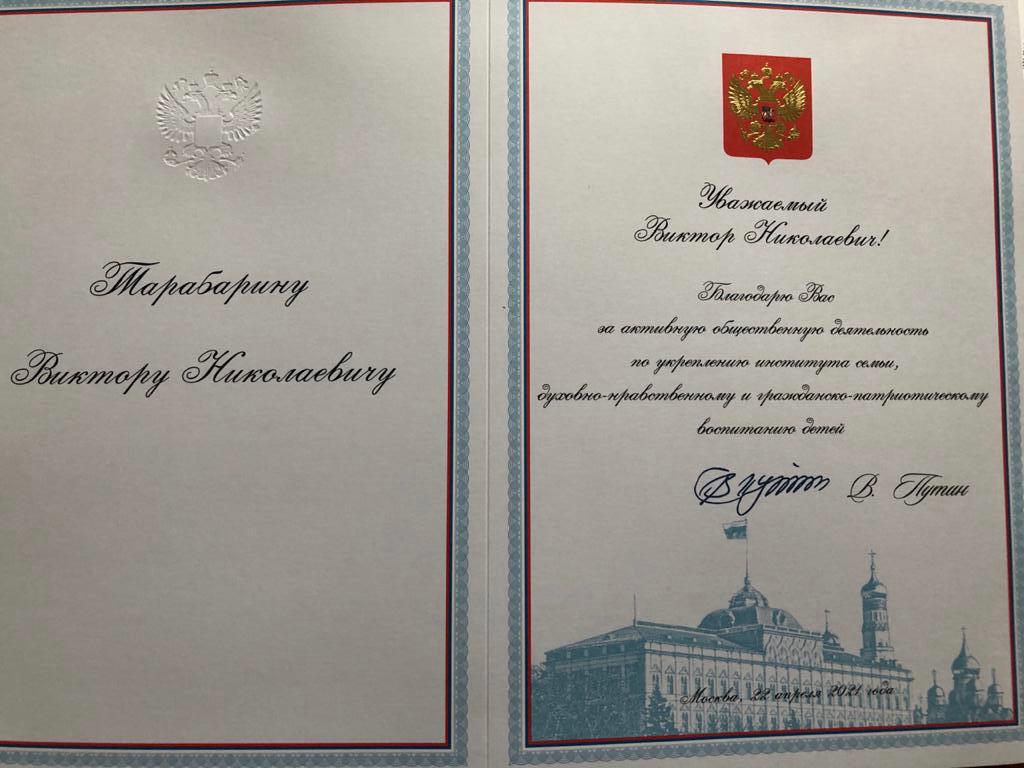 Тарабарину
Виктору Николаевичу
Уважаемый
Виктор Николаевич!
Благодарю Вас
за активную общественную деятельность
по укреплению института семьи,
духовно-нравственному и гражданско-патриотическому
воспитанию детей
В. Путин
Москва, 22 апреля 2021 года